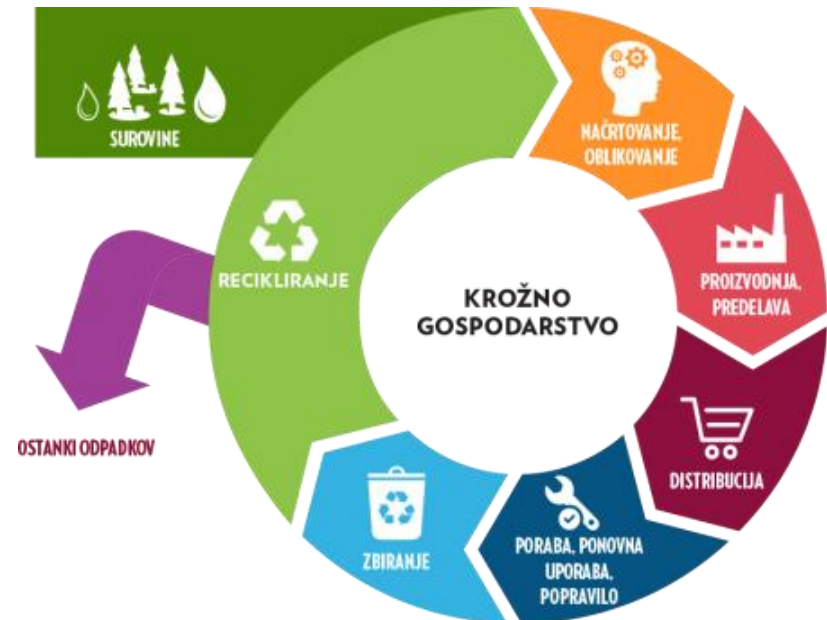 SUROVINE
NAČRTOVANJE,
OBLIKOVANJE
RECIKLIRANJE
PROIZVODNJA,
PREDELAVA
KROŽNO
GOSPODARSTVO
OSTANKI ODPADKOV
DISTRIBUCIJA
PORABA, PONOVNA
UPORABA,
POPRAVILO
ZBIRANJE